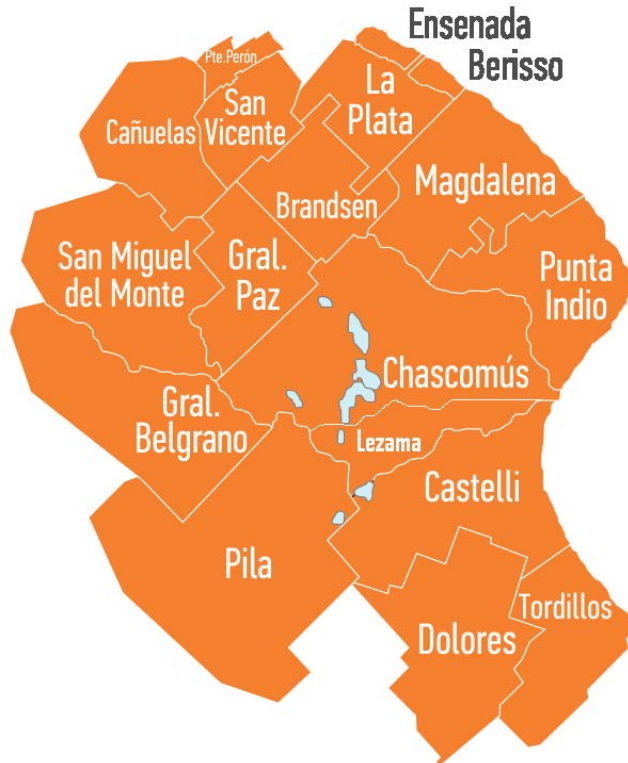 Ensenada
Berisso
Pte.Perón
La
Plata
San
Vicente
Cañuelas
Magdalena
Brandsen
San Miguel
del Monte
Gral.
Paz
Punta
Indio
Chascomús
Gral.
Belgrano
Lezama
Castelli
Pila
Tordillos
Dolores